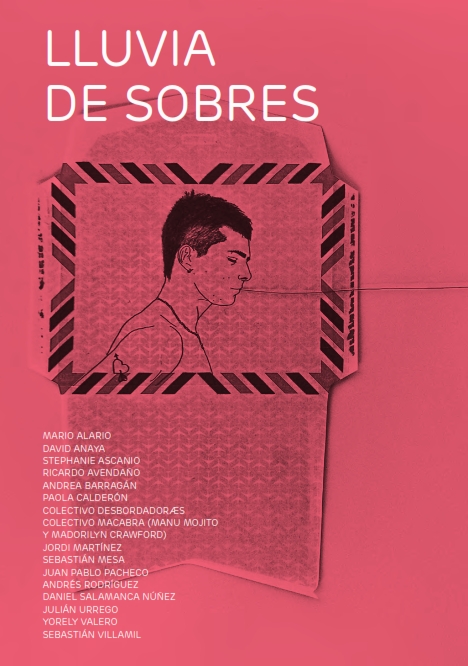 LLUVIA
DE SOBRES
MARIO ALARIO
DAVID ANAYA
STEPHANIE ASCANIO
RICARDO AVENDAÑO
ANDREA BARRAGÁN
PAOLA CALDERÓN
COLECTIVO DESBORDADORÆS
COLECTIVO MACABRA (MANU MOJITO
Y MADORILYN CRAWFORD)
JORDI MARTÍNEZ
SEBASTIÁN MESA
JUAN PABLO PACHECO
ANDRÉS RODRÍGUEZ
DANIEL SALAMANCA NÚÑEZ
JULIÁN URREGO
YORELY VALERO
SEBASTIÁN VILLAMIL